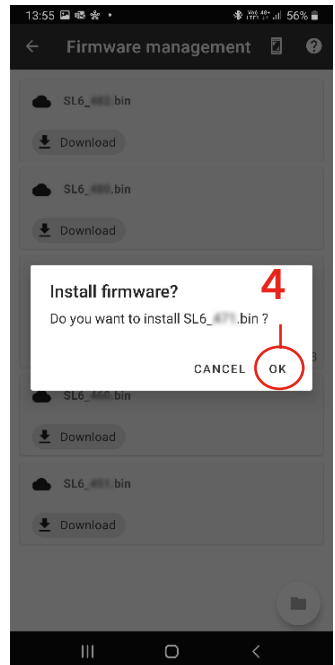 13:55 56%
Firmware management
SL6_ .bin
Download
SL6_ .bin
Download
Install firmware?
4
Do you want to install SL6_ .bin ?
CANCEL OK
3
SL6_ .bin
Download
SL6_ .bin
Download